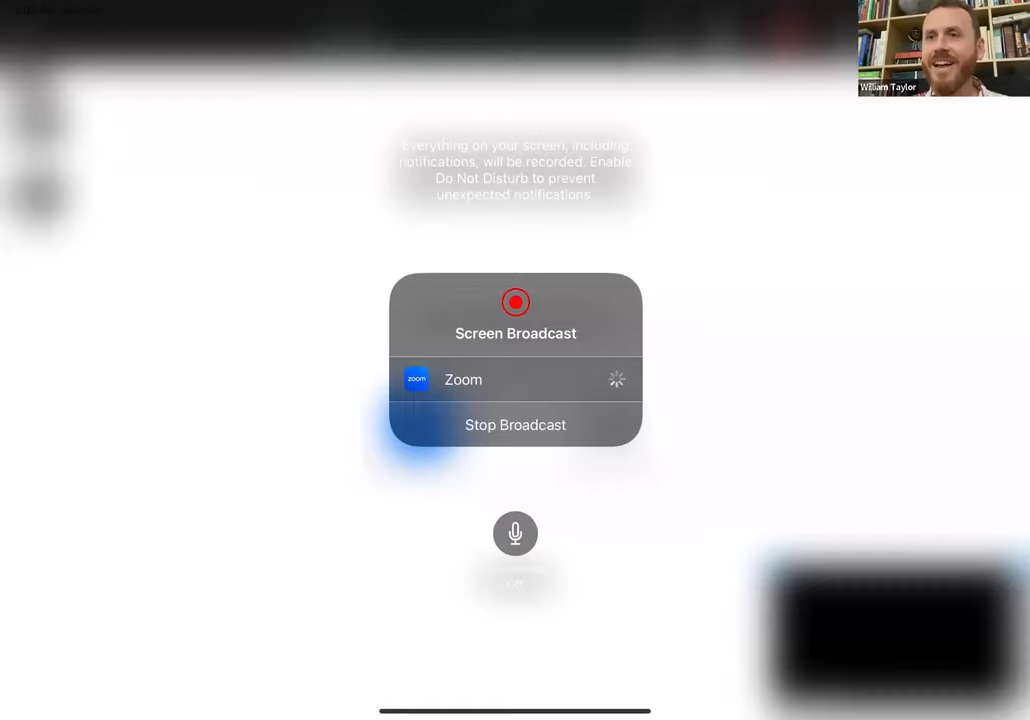 William Taylor
Everything on your screen, including
notifications, will be recorded. Enable
Do Not Disturb to prevent
unexpected notifications
Screen Broadcast
zoom
Zoom
Stop Broadcast
Off